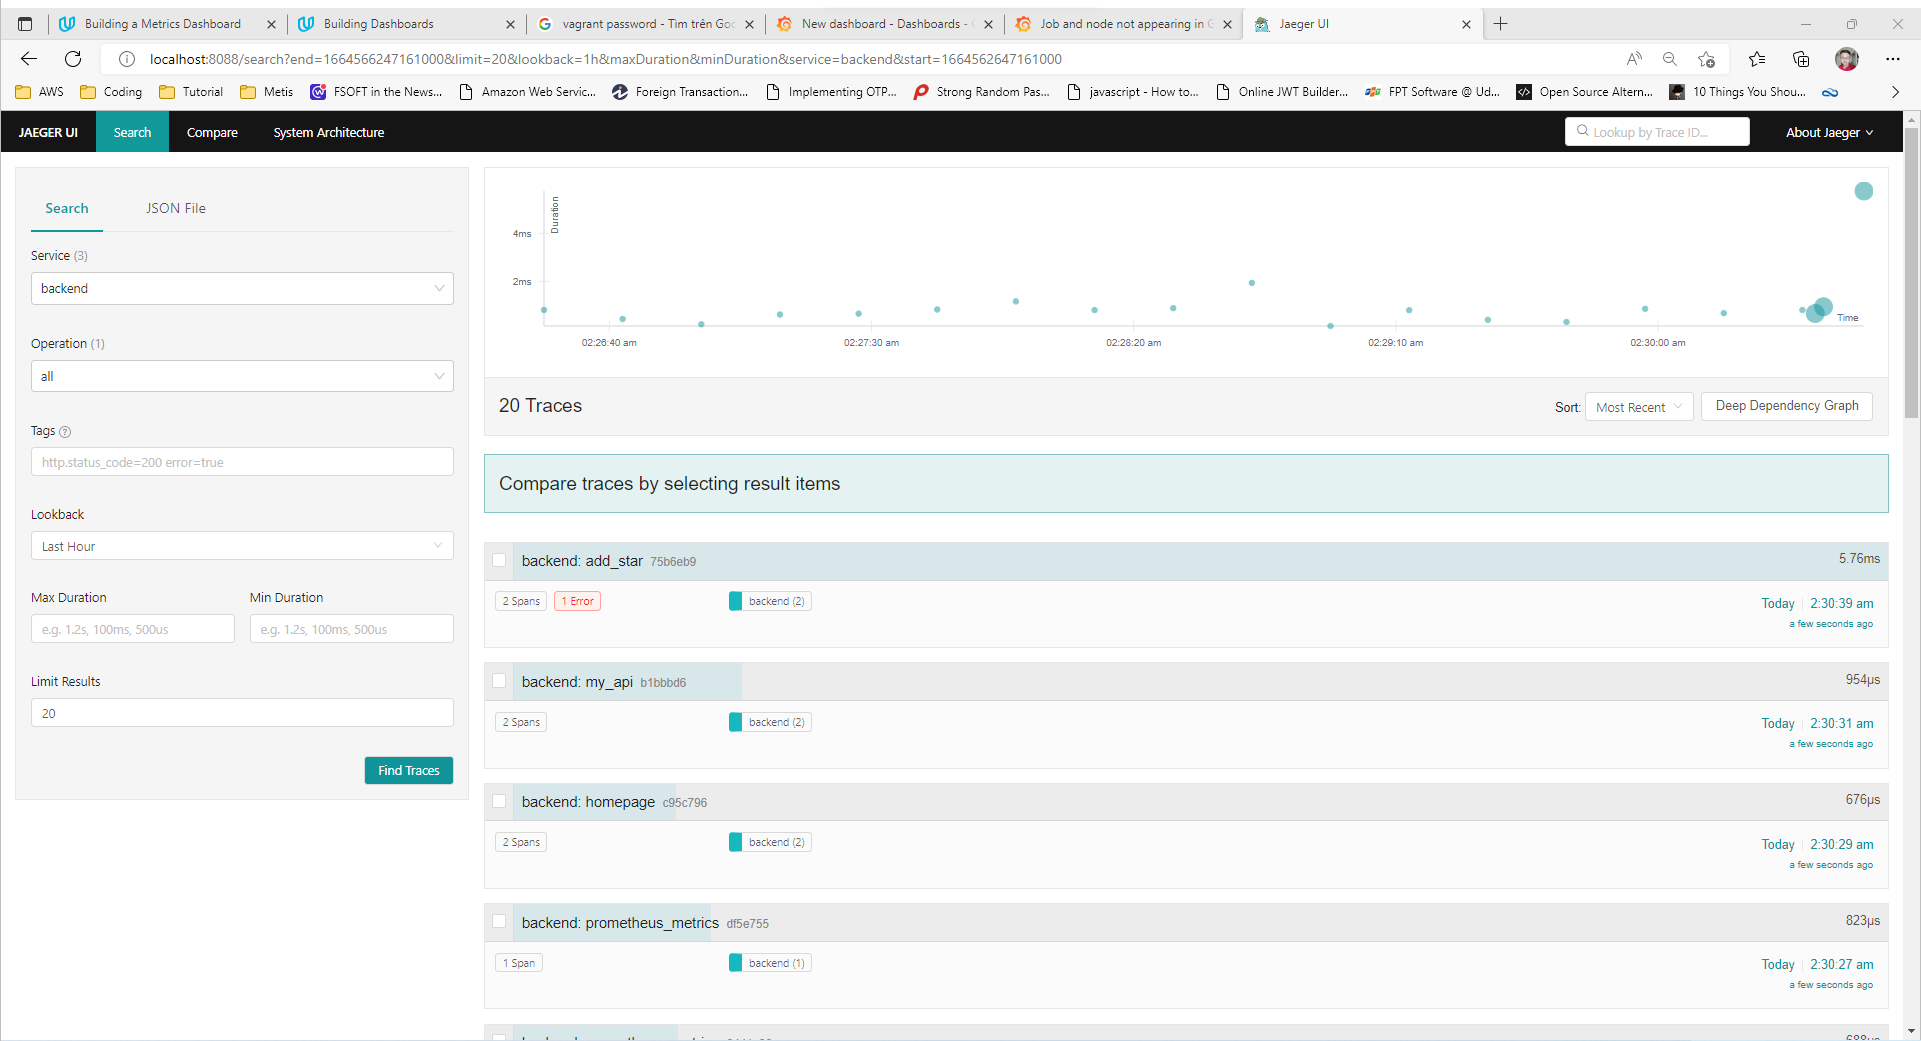 Building a Metrics Dashboard
Building Dashboards
vagrant password - Tìm trên Goo
New dashboard - Dashboards -
Job and node not appearing in G
Jaeger UI
localhost:8088/search?end=1664566247161000&limit=20&lookback=1h&maxDuration&minDuration&service=backend&start=1664562647161000
AWS
Coding
Tutorial
Metis
FSOFT in the News...
Amazon Web Servic...
Foreign Transaction...
Implementing OTP...
Strong Random Pas...
javascript - How to...
Online JWT Builder...
FPT Software @ Ud...
Open Source Altern...
10 Things You Shou...
JAEGER UI
Search
Compare
System Architecture
Lookup by Trace ID...
About Jaeger
Search
JSON File
Service (3)
backend
Operation (1)
all
Tags
http.status_code=200 error=true
Lookback
Last Hour
Max Duration
Min Duration
e.g. 1.2s, 100ms, 500us
e.g. 1.2s, 100ms, 500us
Limit Results
20
Find Traces
Duration
4ms
2ms
Time
02:26:40 am
02:27:30 am
02:28:20 am
02:29:10 am
02:30:00 am
20 Traces
Sort:
Most Recent
Deep Dependency Graph
Compare traces by selecting result items
backend: add_star 75b6eb9
5.76ms
2 Spans
1 Error
backend (2)
Today
2:30:39 am
a few seconds ago
backend: my_api b1bbbd6
954μs
2 Spans
backend (2)
Today
2:30:31 am
a few seconds ago
backend: homepage c95c796
676μs
2 Spans
backend (2)
Today
2:30:29 am
a few seconds ago
backend: prometheus_metrics df5e755
823μs
1 Span
backend (1)
Today
2:30:27 am
a few seconds ago